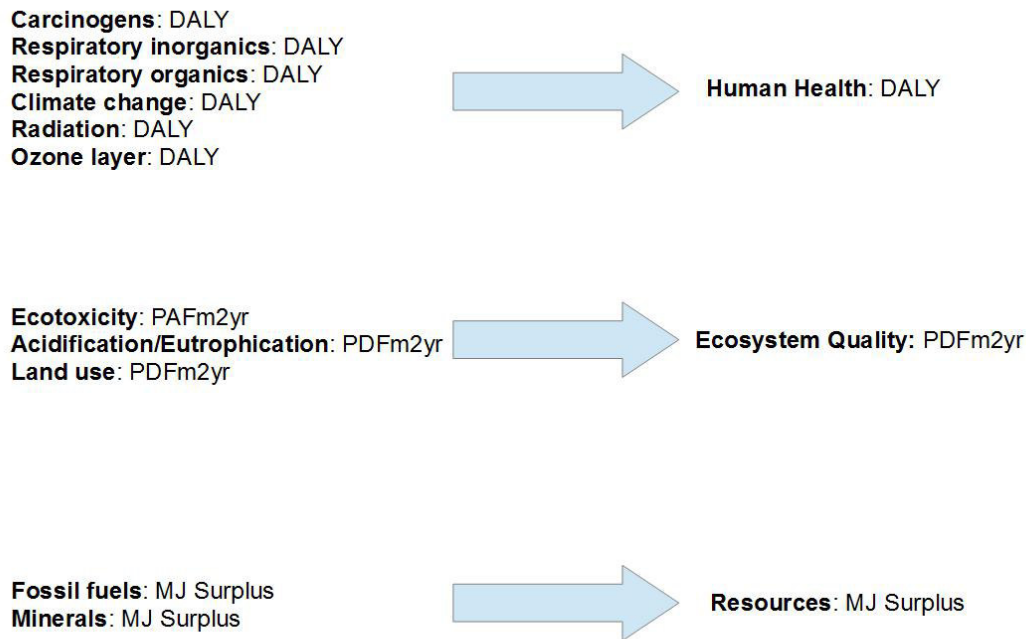 Carcinogens: DALY
Respiratory inorganics: DALY
Respiratory organics: DALY
Climate change: DALY
Radiation: DALY
Ozone layer: DALY
Human Health: DALY
Ecotoxicity: PAFm2yr
Acidification/Eutrophication: PDFm2yr
Land use: PDFm2yr
Ecosystem Quality: PDFm2yr
Fossil fuels: MJ Surplus
Minerals: MJ Surplus
Resources: MJ Surplus